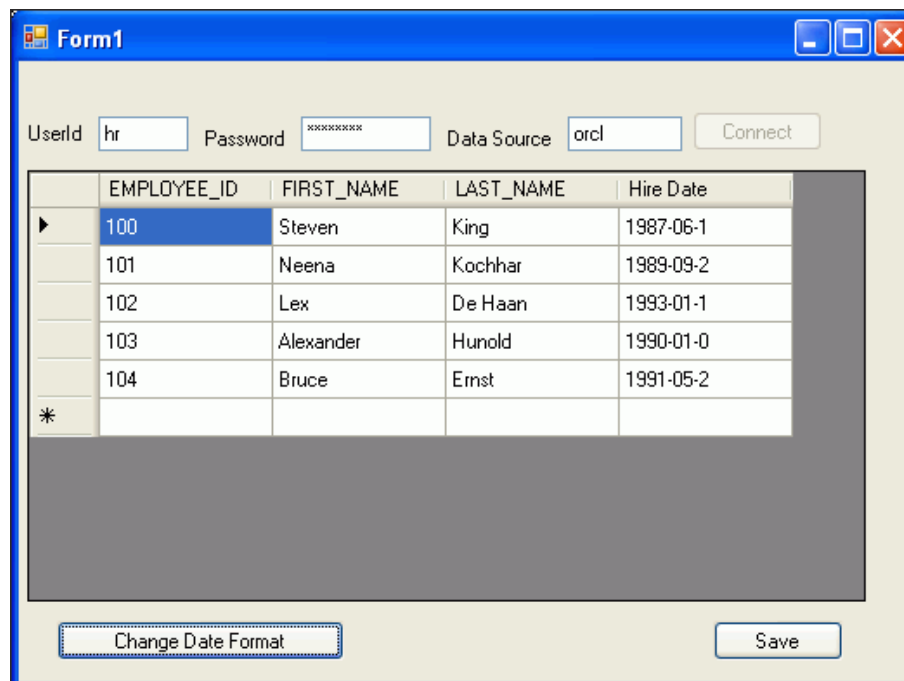 Form1
UserId hr Password ******** Data Source orcl Connect
EMPLOYEE_ID FIRST_NAME LAST_NAME Hire Date
100 Steven King 1987-06-1
101 Neena Kochhar 1989-09-2
102 Lex De Haan 1993-01-1
103 Alexander Hunold 1990-01-0
104 Bruce Ernst 1991-05-2
Change Date Format Save